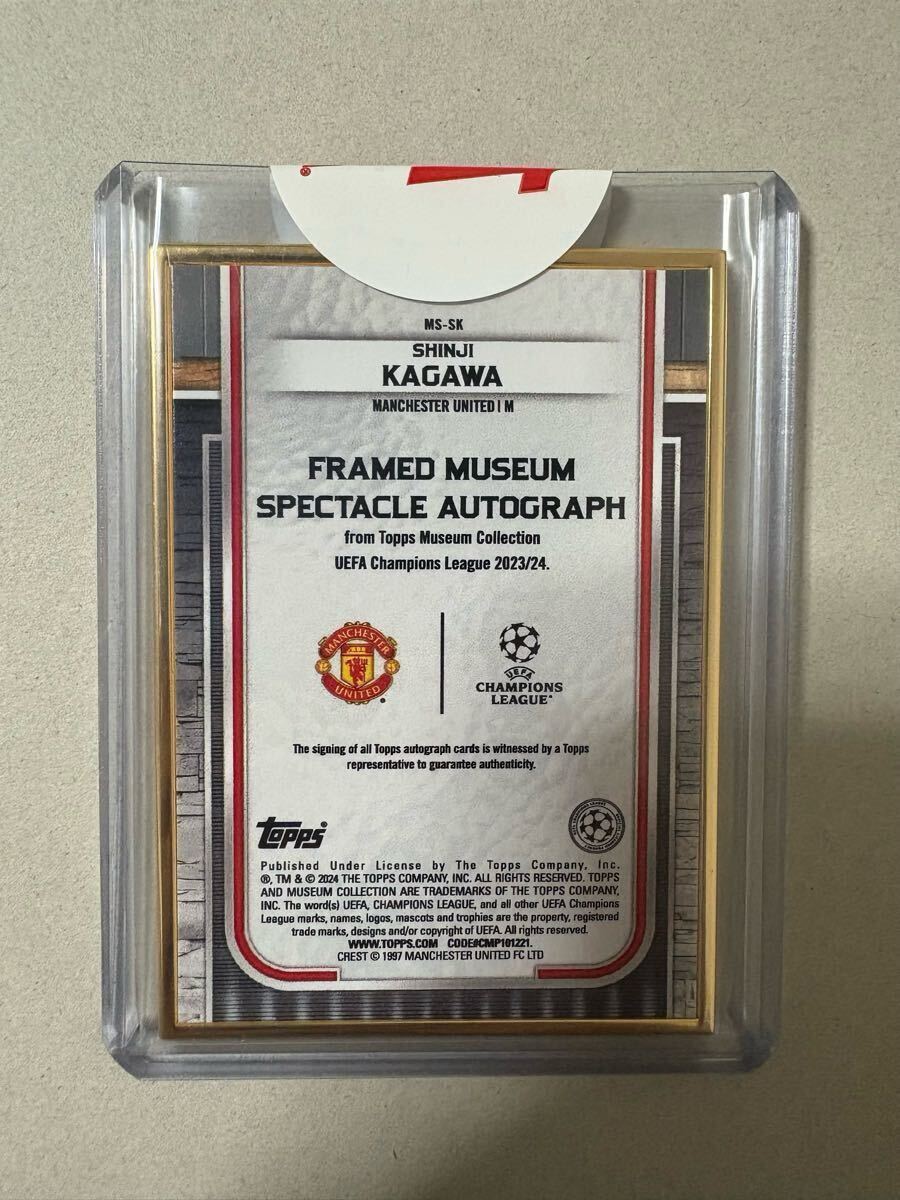 MS-SK
SHINJI
KAGAWA
MANCHESTER UNITED | M
FRAMED MUSEUM
SPECTACLE AUTOGRAPH
from Topps Museum Collection
UEFA Champions League 2023/24.
MANCHESTER
UNITED
UEFA
CHAMPIONS
LEAGUE
The signing of all Topps autograph cards is witnessed by a Topps
representative to guarantee authenticity.
Topps®
Published Under License by The Topps Company, Inc.
®, TM & © 2024 THE TOPPS COMPANY, INC. ALL RIGHTS RESERVED. TOPPS
AND MUSEUM COLLECTION ARE TRADEMARKS OF THE TOPPS COMPANY,
INC. The word(s) UEFA, CHAMPIONS LEAGUE, and all other UEFA Champions
League marks, names, logos, mascots and trophies are the property, registered
trade marks, designs and/or copyright of UEFA. All rights reserved.
WWW.TOPPS.COM CODE#CMP101221.
CREST © 1997 MANCHESTER UNITED FC LTD